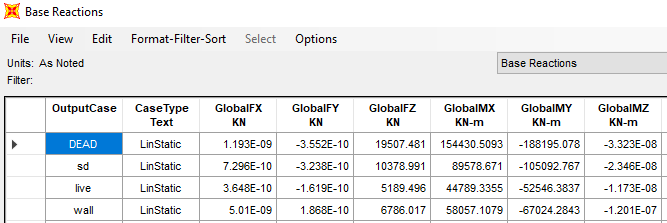 Base Reactions
File View Edit Format-Filter-Sort Select Options
Units: As Noted Base Reactions
Filter:
OutputCase CaseType GlobalFX GlobalFY GlobalFZ GlobalMX GlobalMY GlobalMZ
Text KN KN KN KN-m KN-m KN-m
DEAD LinStatic 1.193E-09 -3.552E-10 19507.481 154430.5093 -188195.078 -3.323E-08
sd LinStatic 7.296E-10 -3.238E-10 10378.991 89578.671 -105092.767 -2.346E-08
live LinStatic 3.648E-10 -1.619E-10 5189.496 44789.3355 -52546.3837 -1.173E-08
wall LinStatic 5.01E-09 1.868E-10 6786.017 58057.1079 -67024.2843 -1.201E-07